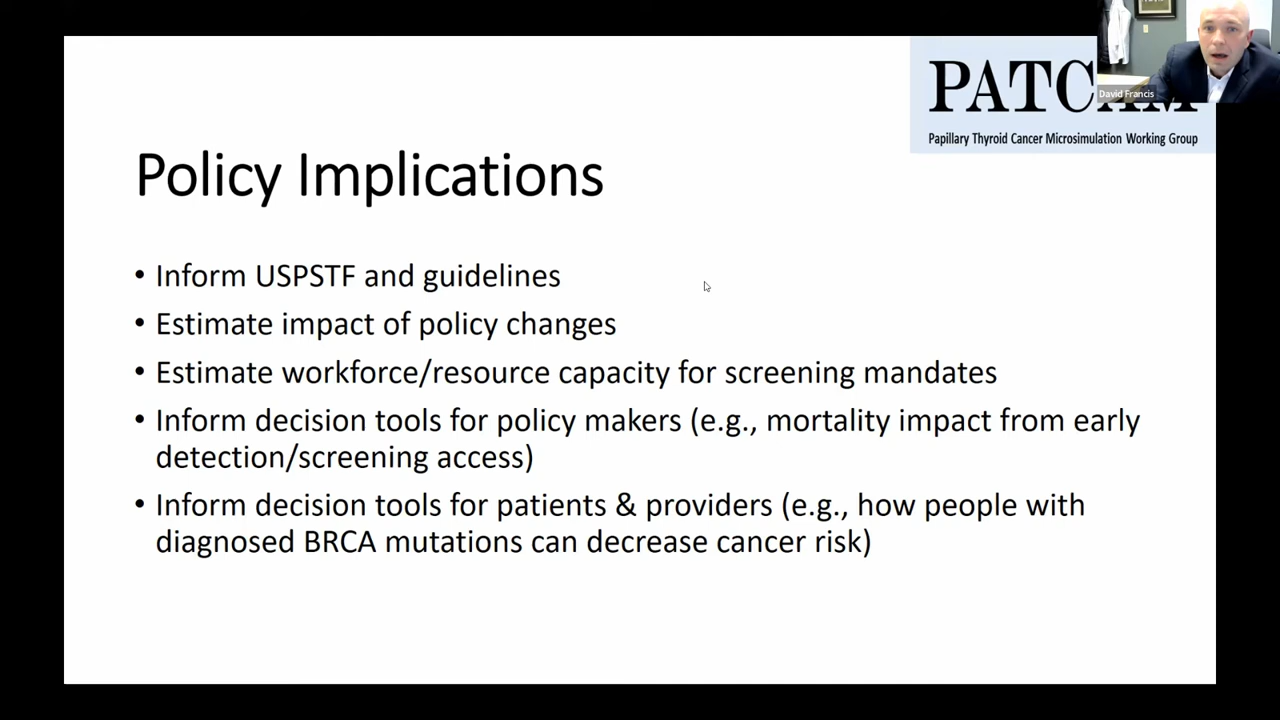 PATCAM
Papillary Thyroid Cancer Microsimulation Working Group
David Francis
Policy Implications
• Inform USPSTF and guidelines
• Estimate impact of policy changes
• Estimate workforce/resource capacity for screening mandates
• Inform decision tools for policy makers (e.g., mortality impact from early
detection/screening access)
• Inform decision tools for patients & providers (e.g., how people with
diagnosed BRCA mutations can decrease cancer risk)